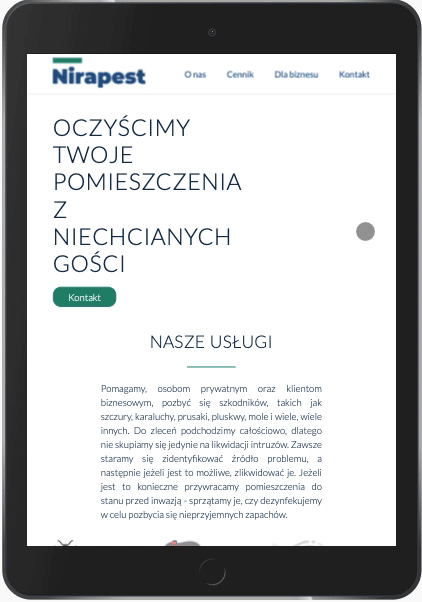 Nirapest
O nas Cennik Dla biznesu Kontakt
OCZYŚCIMY
TWOJE
POMIESZCZENIA
Z
NIECHCIANYCH
GOŚCI
Kontakt
NASZE USŁUGI
Pomagamy, osobom prywatnym oraz klientom
biznesowym, pozbyć się szkodników, takich jak
szczury, karaluchy, prusaki, pluskwy, mole i wiele, wiele
innych. Do zleceń podchodzimy całościowo, dlatego
nie skupiamy się jedynie na likwidacji intruzów. Zawsze
staramy się zidentyfikować źródło problemu, a
następnie jeżeli jest to możliwe, zlikwidować je. Jeżeli
jest to konieczne przywracamy pomieszczenia do
stanu przed inwazją - sprzątamy je, czy dezynfekujemy
w celu pozbycia się nieprzyjemnych zapachów.